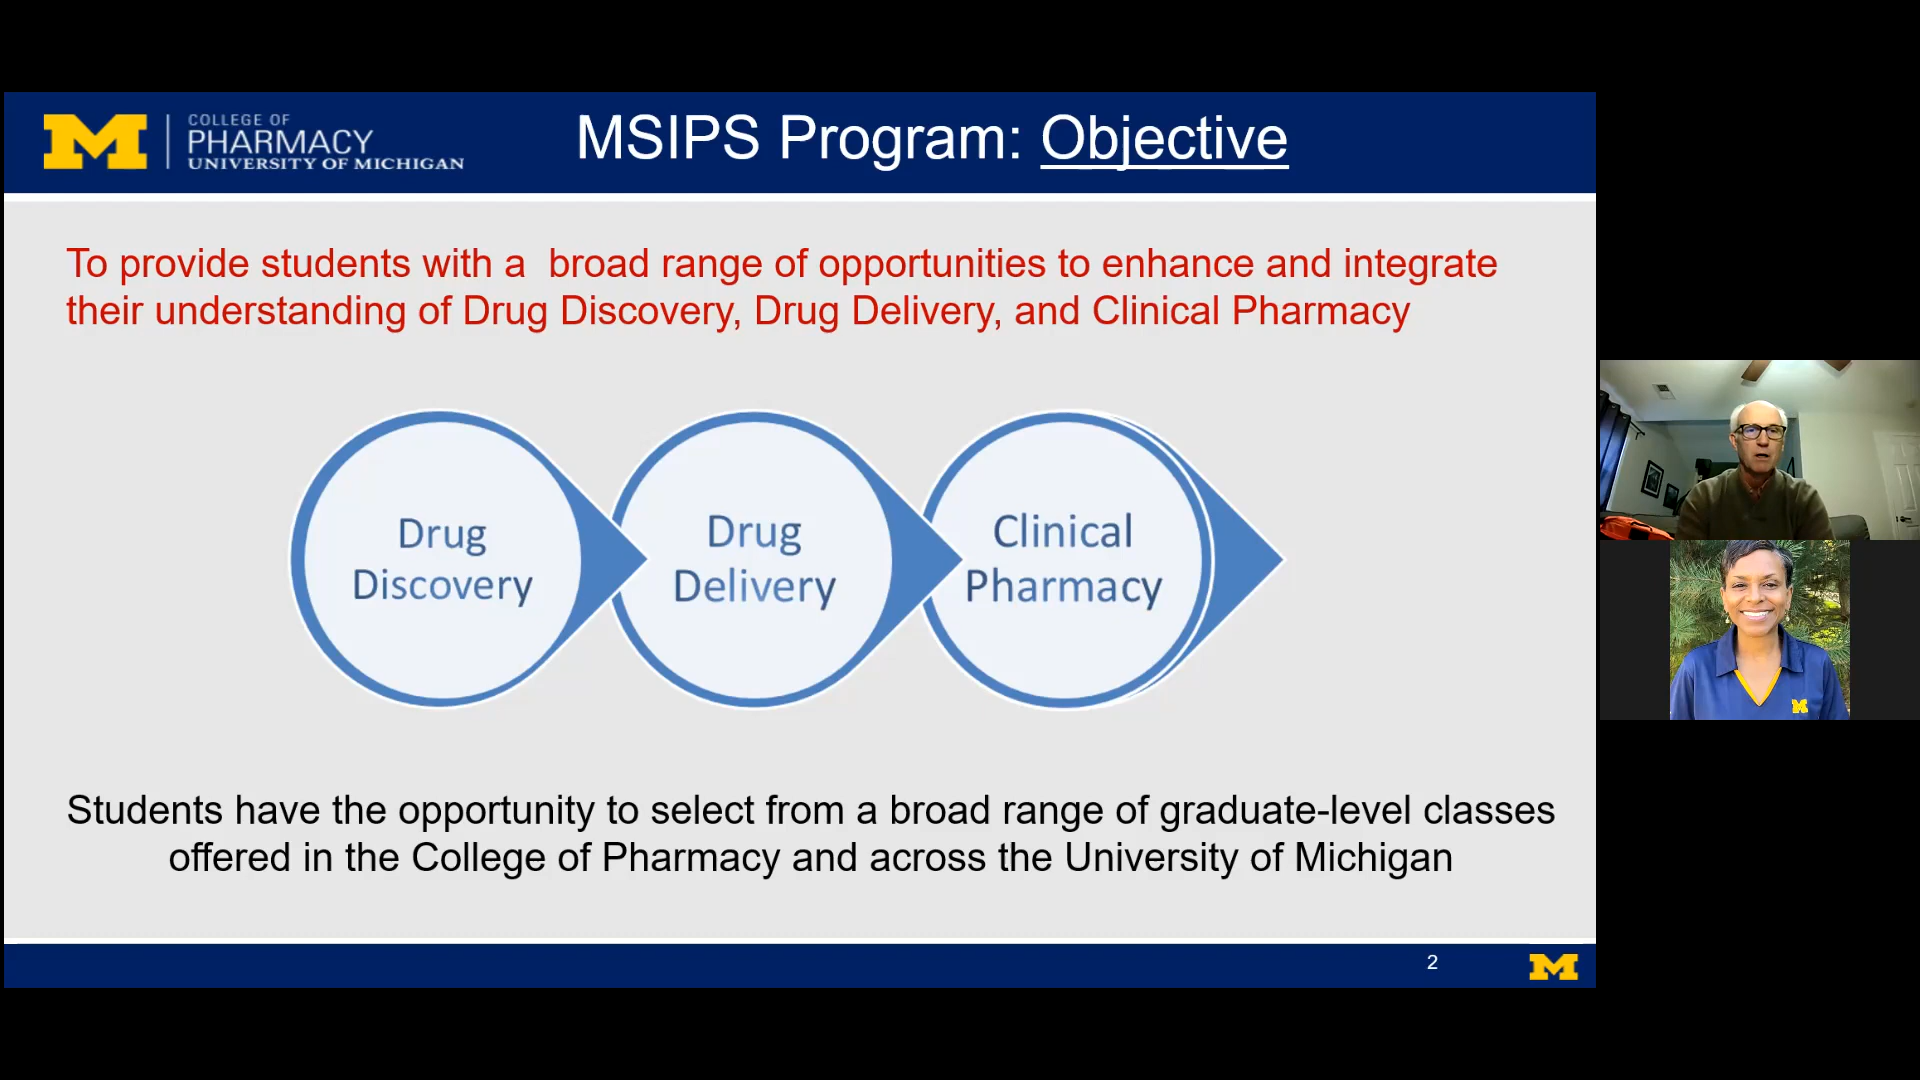 COLLEGE OF
PHARMACY
UNIVERSITY OF MICHIGAN
MSIPS Program: Objective
To provide students with a  broad range of opportunities to enhance and integrate
their understanding of Drug Discovery, Drug Delivery, and Clinical Pharmacy
Drug
Discovery
Drug
Delivery
Clinical
Pharmacy
Students have the opportunity to select from a broad range of graduate-level classes
offered in the College of Pharmacy and across the University of Michigan
2